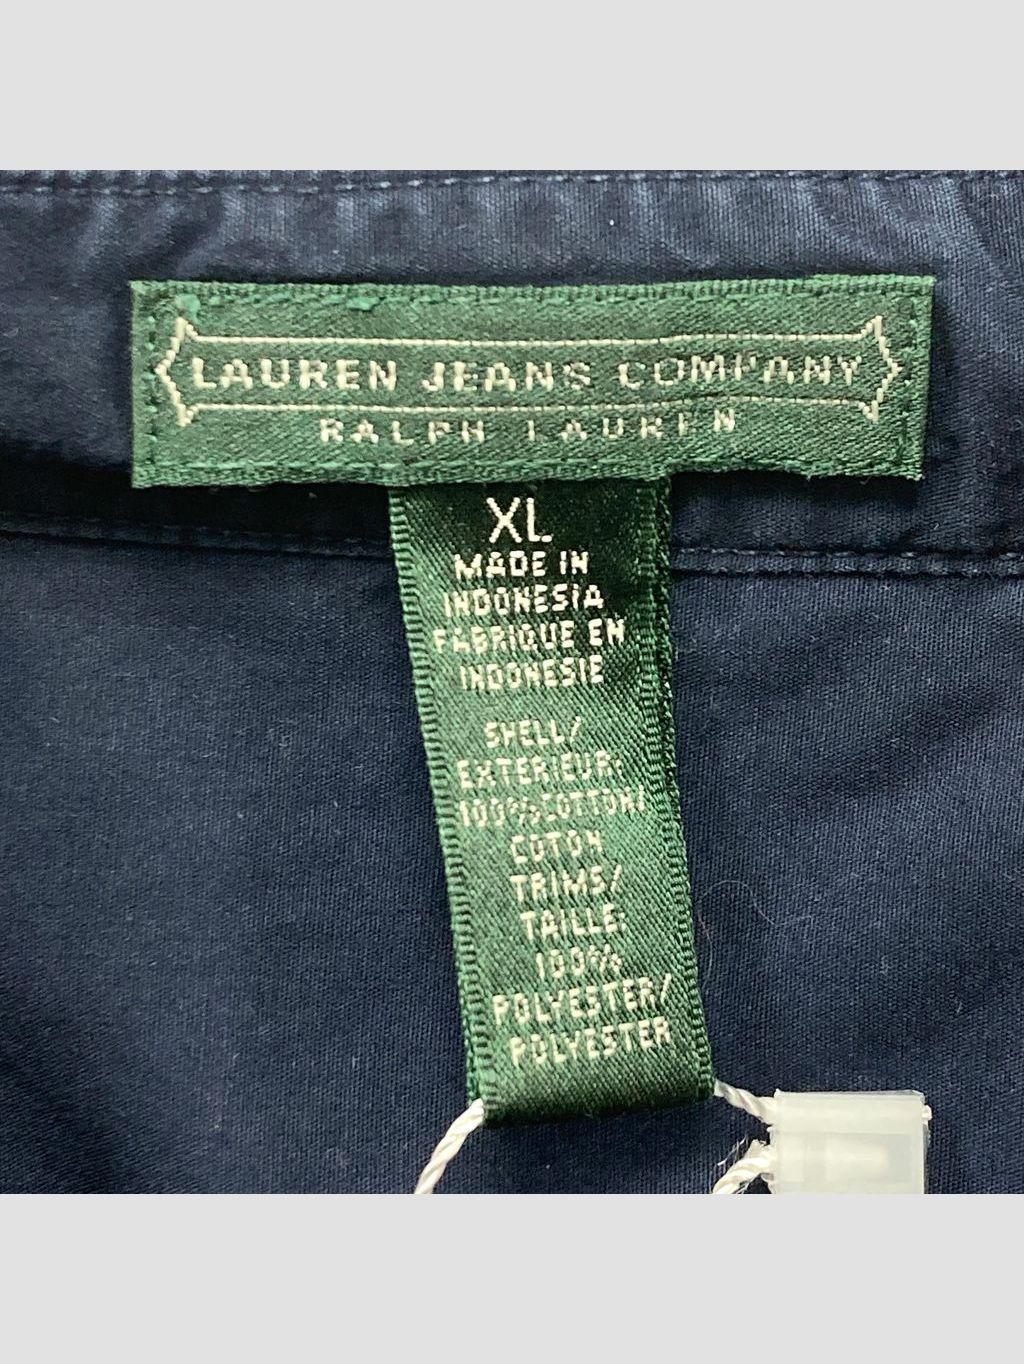 LAUREN JEANS COMPANY
RALPH LAUREN
XL
MADE IN
INDONESIA
FABRIQUE EN
INDONESIE
SHELL/
EXTERIEUR:
100% COTTON/
COTON
TRIMS/
TAILLE:
100%
POLYESTER/
POLYESTER